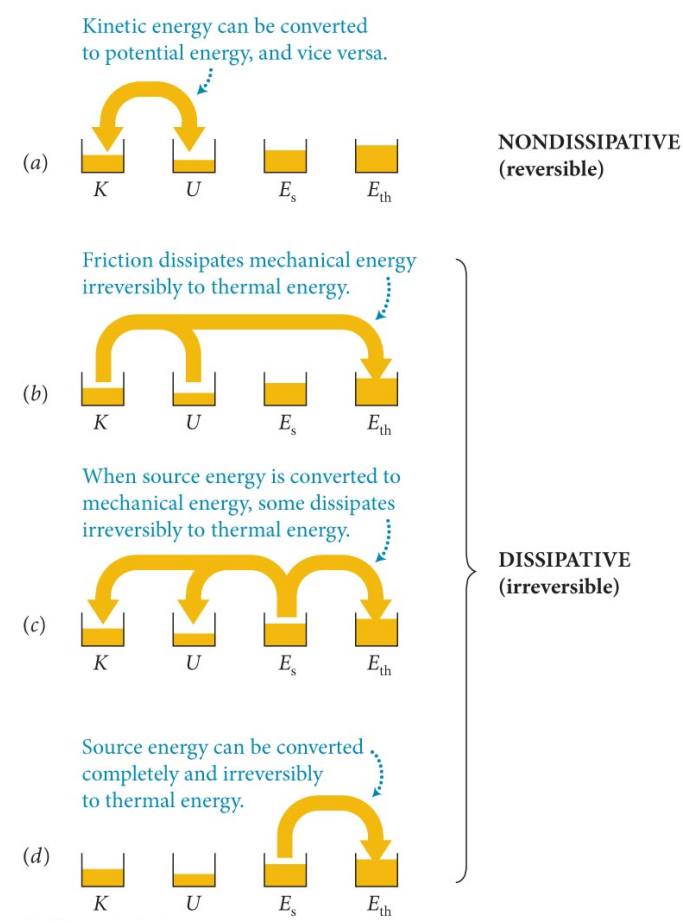 Kinetic energy can be converted
to potential energy, and vice versa.
NONDISSIPATIVE
(reversible)
(a)
K U Es Eth
Friction dissipates mechanical energy
irreversibly to thermal energy.
(b)
K U Es Eth
When source energy is converted to
mechanical energy, some dissipates
irreversibly to thermal energy.
DISSIPATIVE
(irreversible)
(c)
K U Es Eth
Source energy can be converted
completely and irreversibly
to thermal energy.
(d)
K U Es Eth